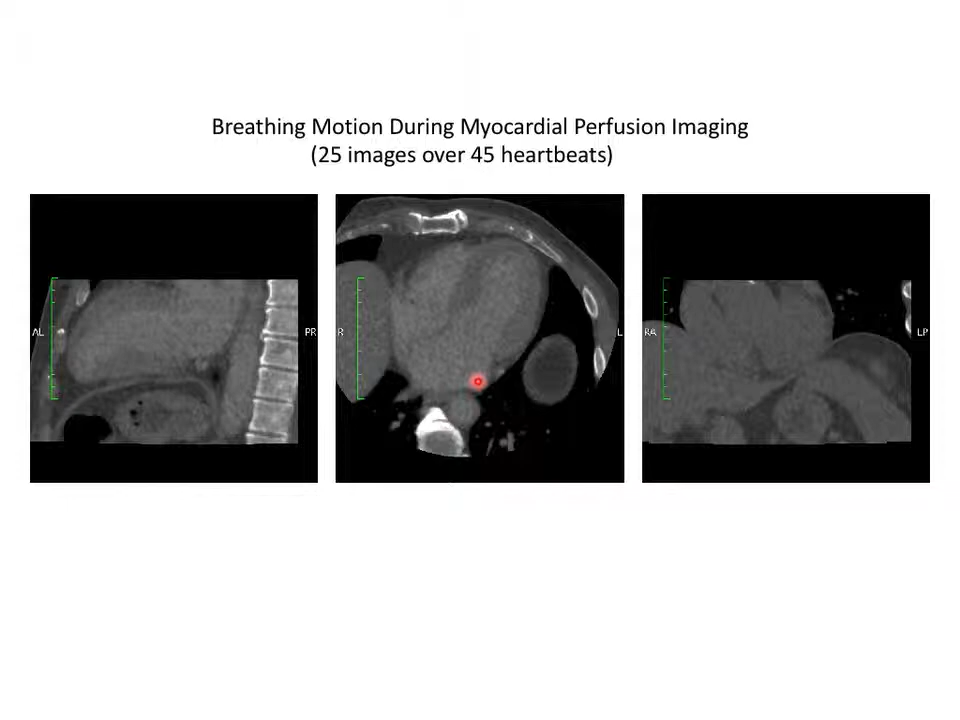 Breathing Motion During Myocardial Perfusion Imaging
(25 images over 45 heartbeats)
AL
PR
R
L
RA
LP